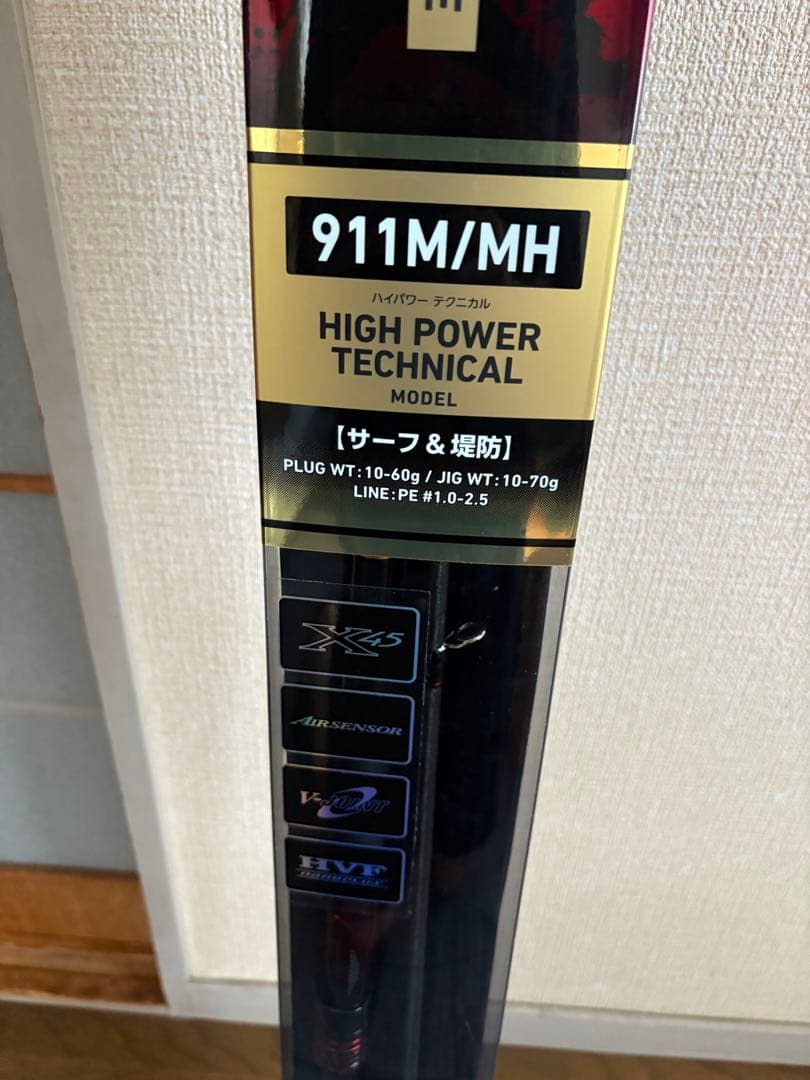 911M/MH
ハイパワー テクニカル
HIGH POWER
TECHNICAL
MODEL
【サーフ & 堤防】
PLUG WT:10-60g / JIG WT:10-70g
LINE:PE #1.0-2.5
X45
AIRSENSOR
V-JOINT
HVF
NANOPLUS